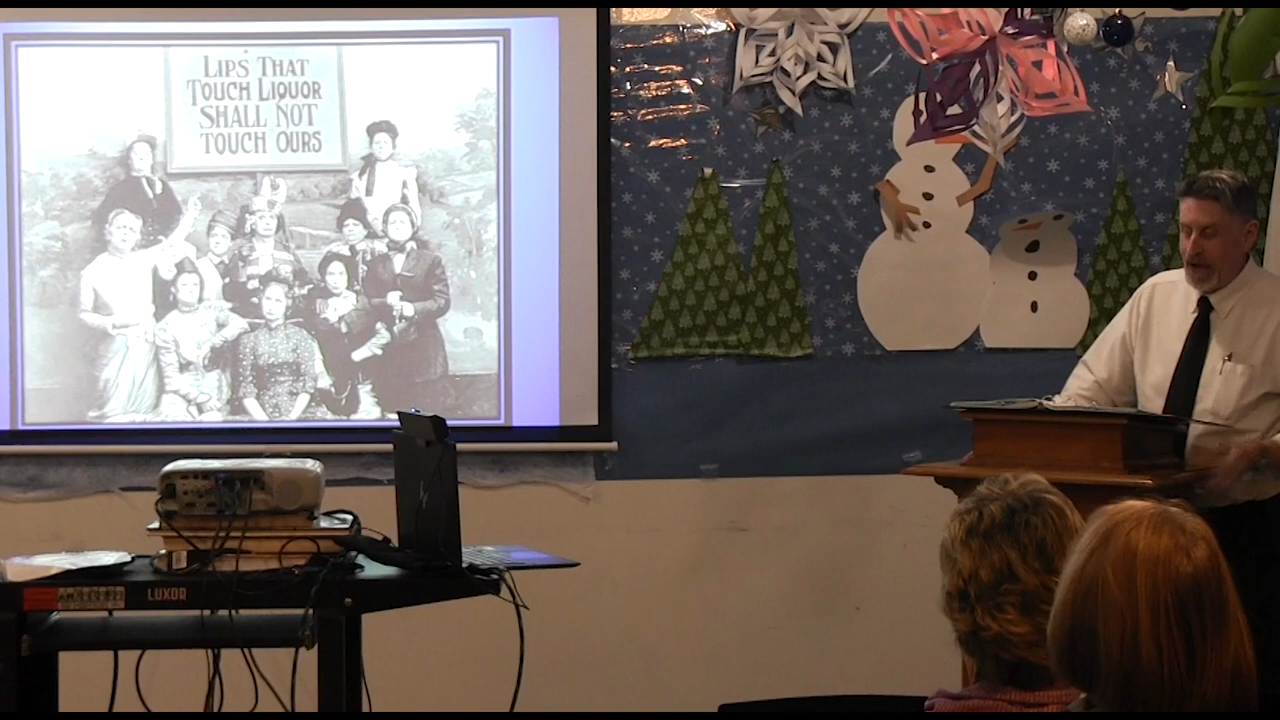 LIPS THAT
TOUCH LIQUOR
SHALL NOT
TOUCH OURS
LUXOR